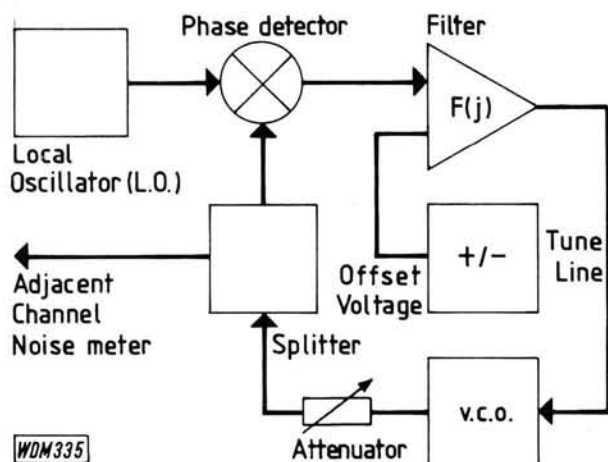 Phase detector
Filter
F(j)
Local
Oscillator (L.O.)
+/-
Offset
Voltage
Tune
Line
Adjacent
Channel
Noise meter
Splitter
v.c.o.
Attenuator
WDM335